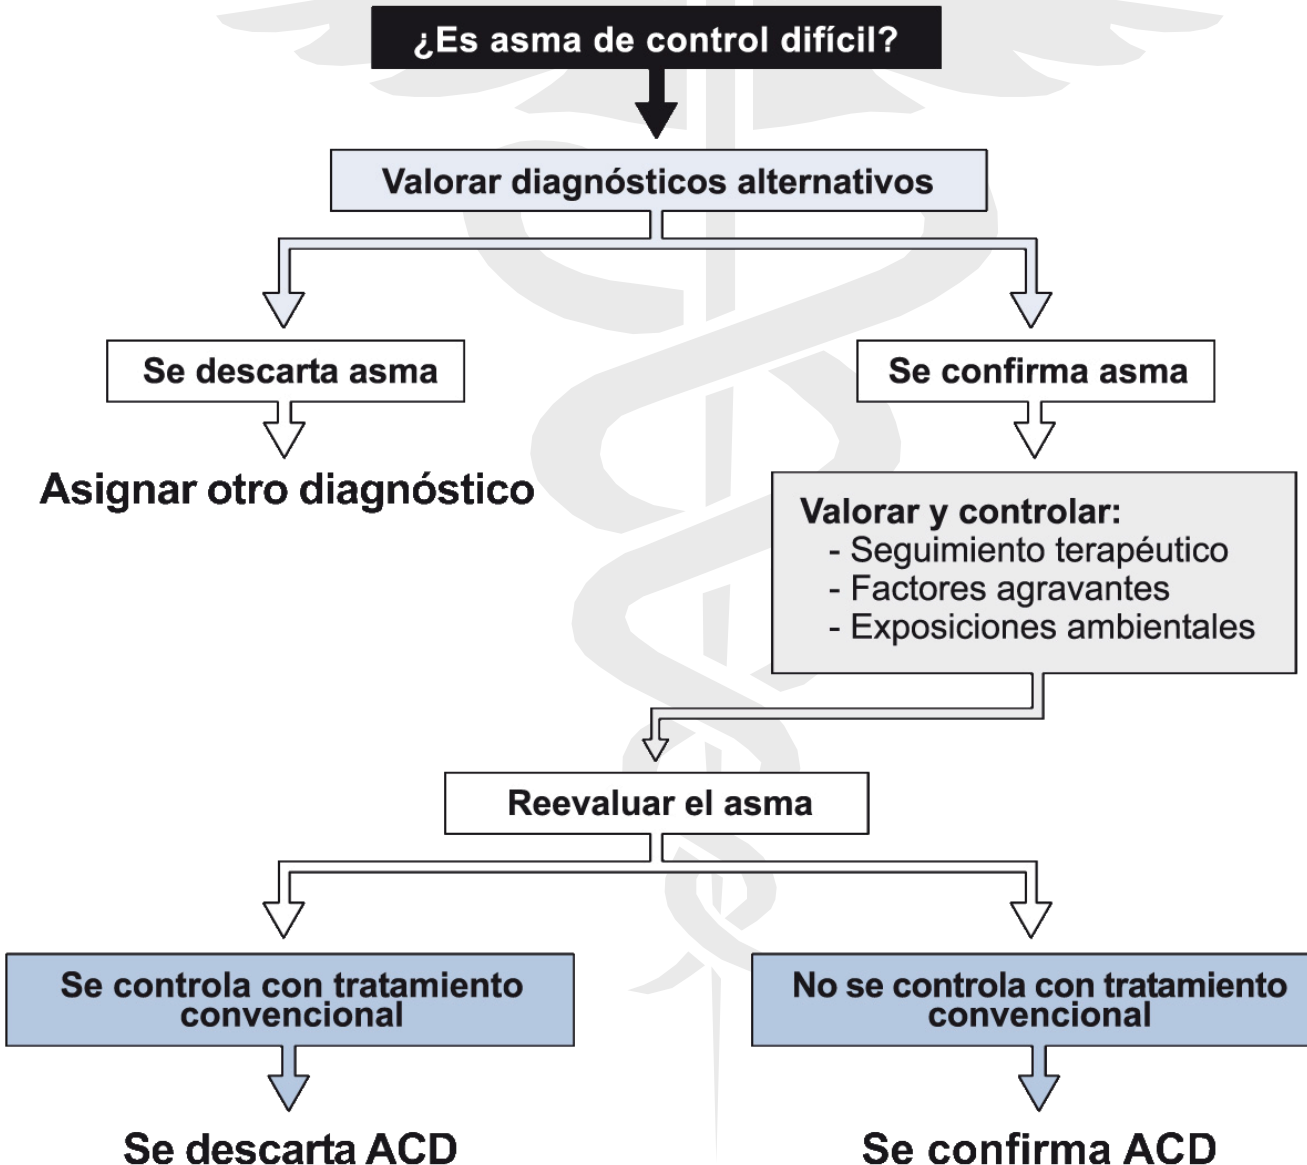 ¿Es asma de control difícil?
Valorar diagnósticos alternativos
Se descarta asma
Se confirma asma
Asignar otro diagnóstico
Valorar y controlar:
- Seguimiento terapéutico
- Factores agravantes
- Exposiciones ambientales
Reevaluar el asma
Se controla con tratamiento
convencional
No se controla con tratamiento
convencional
Se descarta ACD
Se confirma ACD